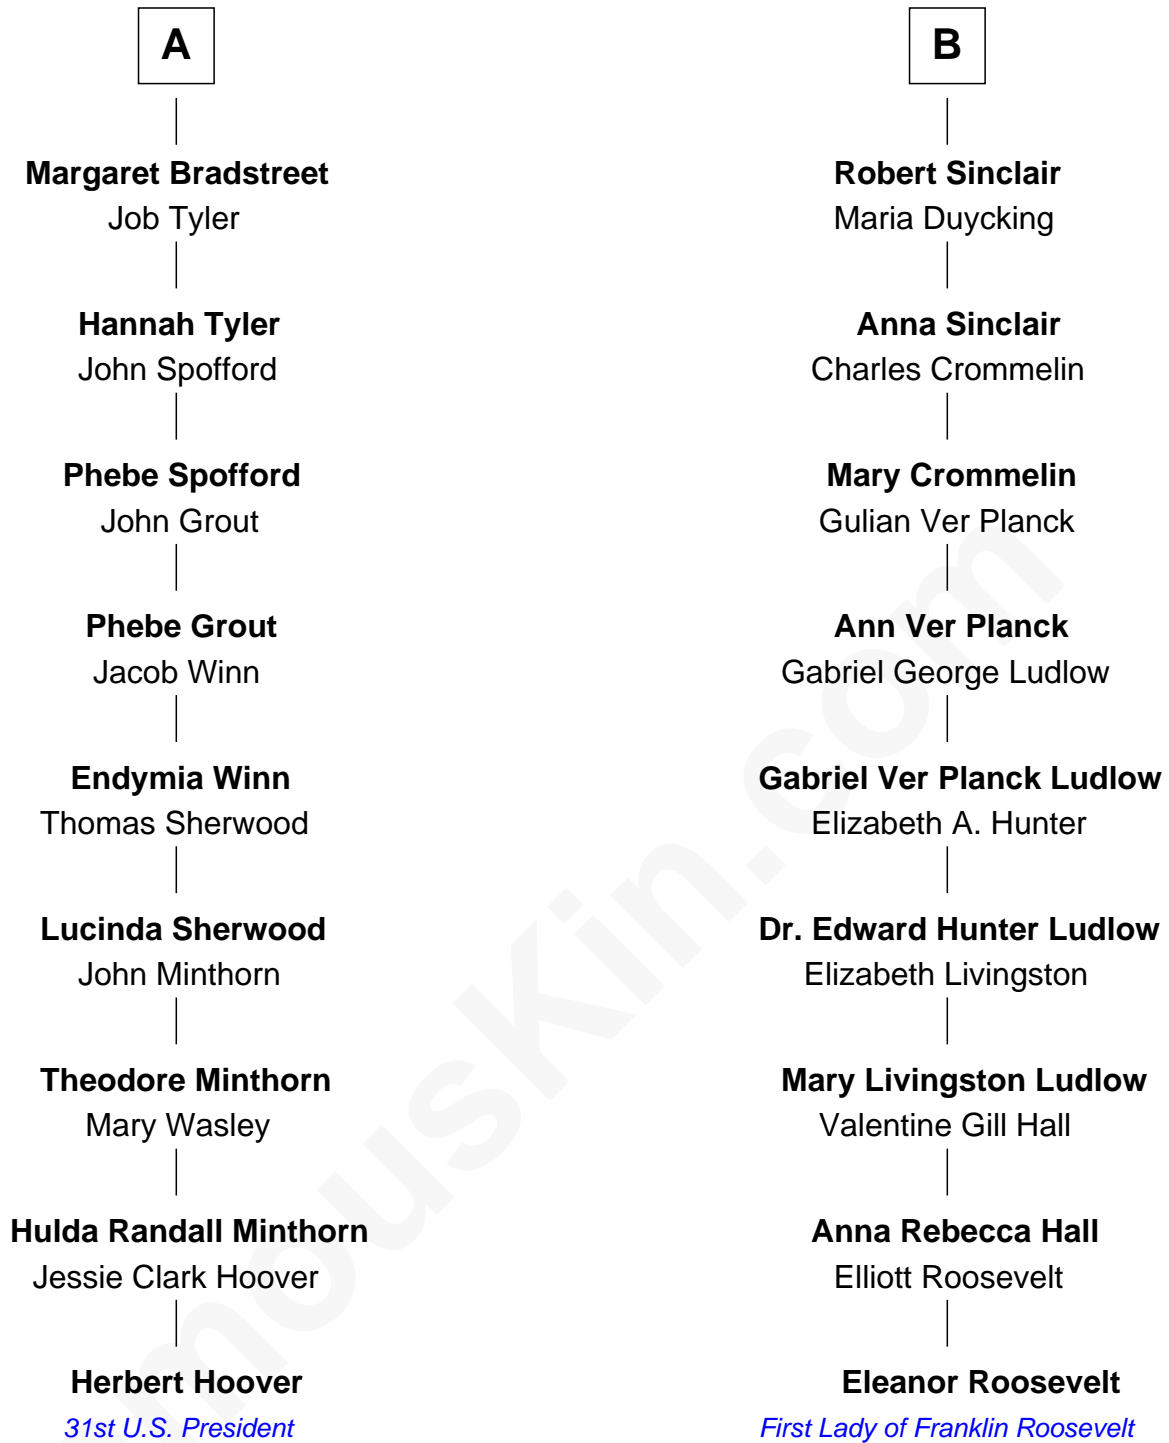 A
Margaret Bradstreet
Job Tyler
Hannah Tyler
John Spofford
Phebe Spofford
John Grout
Phebe Grout
Jacob Winn
Endymia Winn
Thomas Sherwood
Lucinda Sherwood
John Minthorn
Theodore Minthorn
Mary Wasley
Hulda Randall Minthorn
Jessie Clark Hoover
Herbert Hoover
31st U.S. President
B
Robert Sinclair
Maria Duycking
Anna Sinclair
Charles Crommelin
Mary Crommelin
Gulian Ver Planck
Ann Ver Planck
Gabriel George Ludlow
Gabriel Ver Planck Ludlow
Elizabeth A. Hunter
Dr. Edward Hunter Ludlow
Elizabeth Livingston
Mary Livingston Ludlow
Valentine Gill Hall
Anna Rebecca Hall
Elliott Roosevelt
Eleanor Roosevelt
First Lady of Franklin Roosevelt
mousKin.com